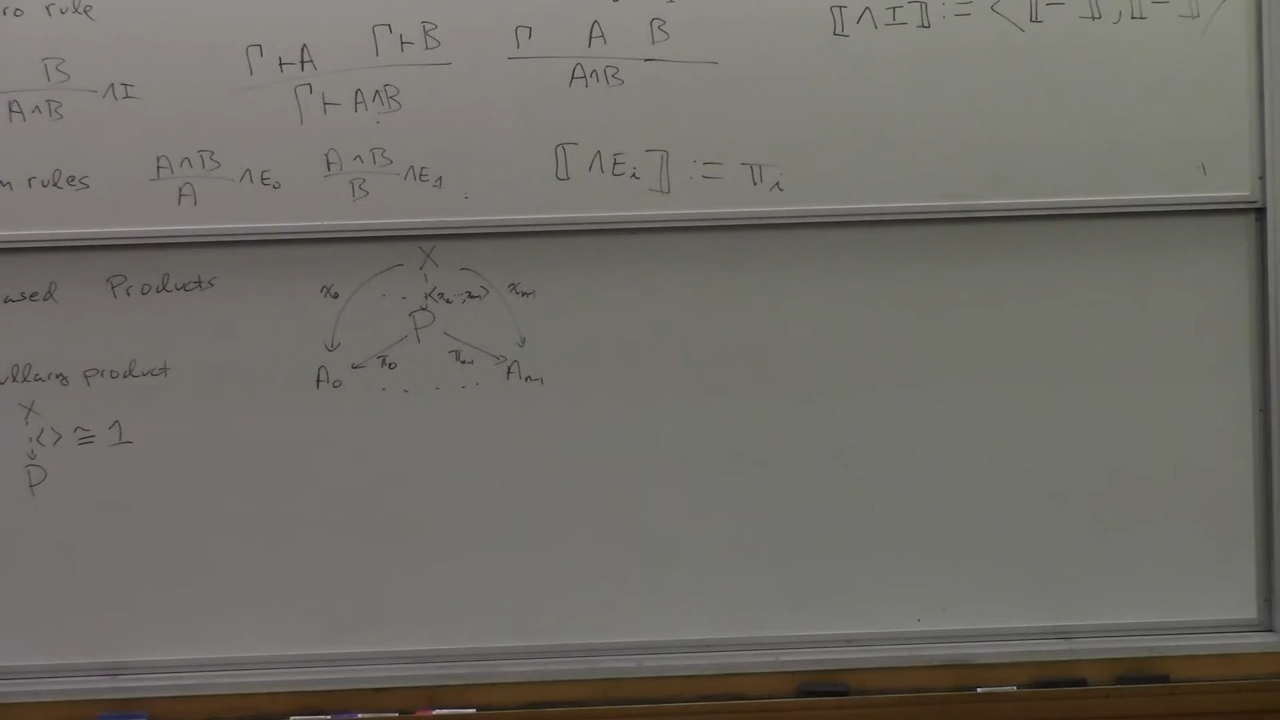 ro rule
⟦∧I⟧ := <⟦-⟧, ⟦-⟧>
B
A∧B
∧I
Γ⊢A Γ⊢B
Γ⊢A∧B
Γ A B
A∧B
rules
A∧B
A
∧E₀
A∧B
B
∧E₁
⟦∧Eᵢ⟧ := πᵢ
ased Products
ullary product
X
<> ≅ 1
P
X
x₀ <x₀...,xₙ₋₁> xₙ₋₁
P
π₀ πₙ₋₁
A₀ . . . . Aₙ₋₁